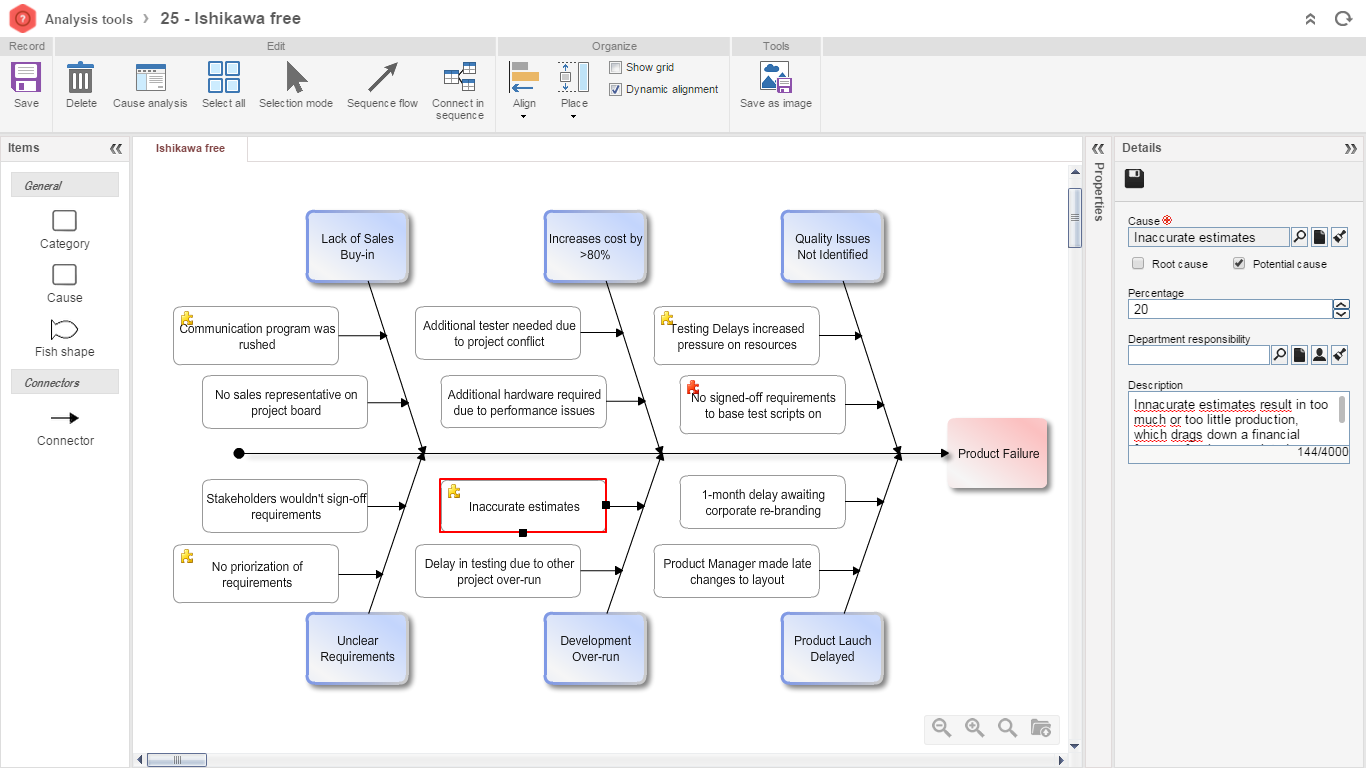 Analysis tools › 25 - Ishikawa free
Record
Edit
Organize
Tools
Save
Delete
Cause analysis
Select all
Selection mode
Sequence flow
Connect in
sequence
Align
Place
Show grid
Dynamic alignment
Save as image
Items
General
Category
Cause
Fish shape
Connectors
Connector
Ishikawa free
Lack of Sales
Buy-in
Increases cost by
>80%
Quality Issues
Not Identified
Communication program was
rushed
Additional tester needed due
to project conflict
Testing Delays increased
pressure on resources
No sales representative on
project board
Additional hardware required
due to performance issues
No signed-off requirements
to base test scripts on
Product Failure
Stakeholders wouldn't sign-off
requirements
Inaccurate estimates
1-month delay awaiting
corporate re-branding
No priorization of
requirements
Delay in testing due to other
project over-run
Product Manager made late
changes to layout
Unclear
Requirements
Development
Over-run
Product Lauch
Delayed
Properties
Details
Cause
Inaccurate estimates
Root cause
Potential cause
Percentage
20
Department responsibility
Description
Innacurate estimates result in too
much or too little production,
which drags down a financial
144/4000